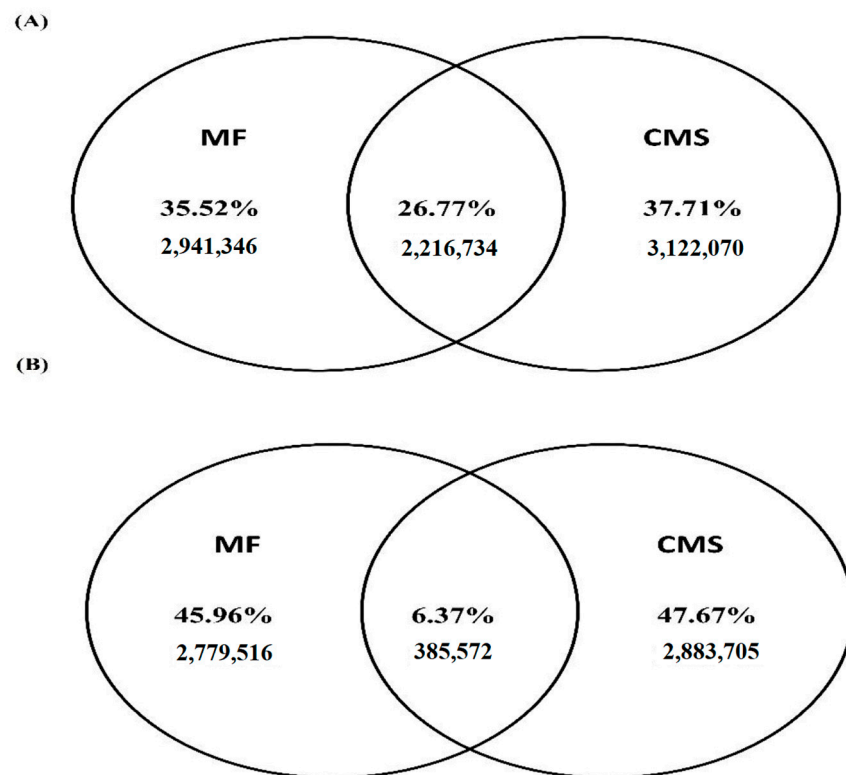 (A)
MF CMS
35.52% 26.77% 37.71%
2,941,346 2,216,734 3,122,070
(B)
MF CMS
45.96% 6.37% 47.67%
2,779,516 385,572 2,883,705